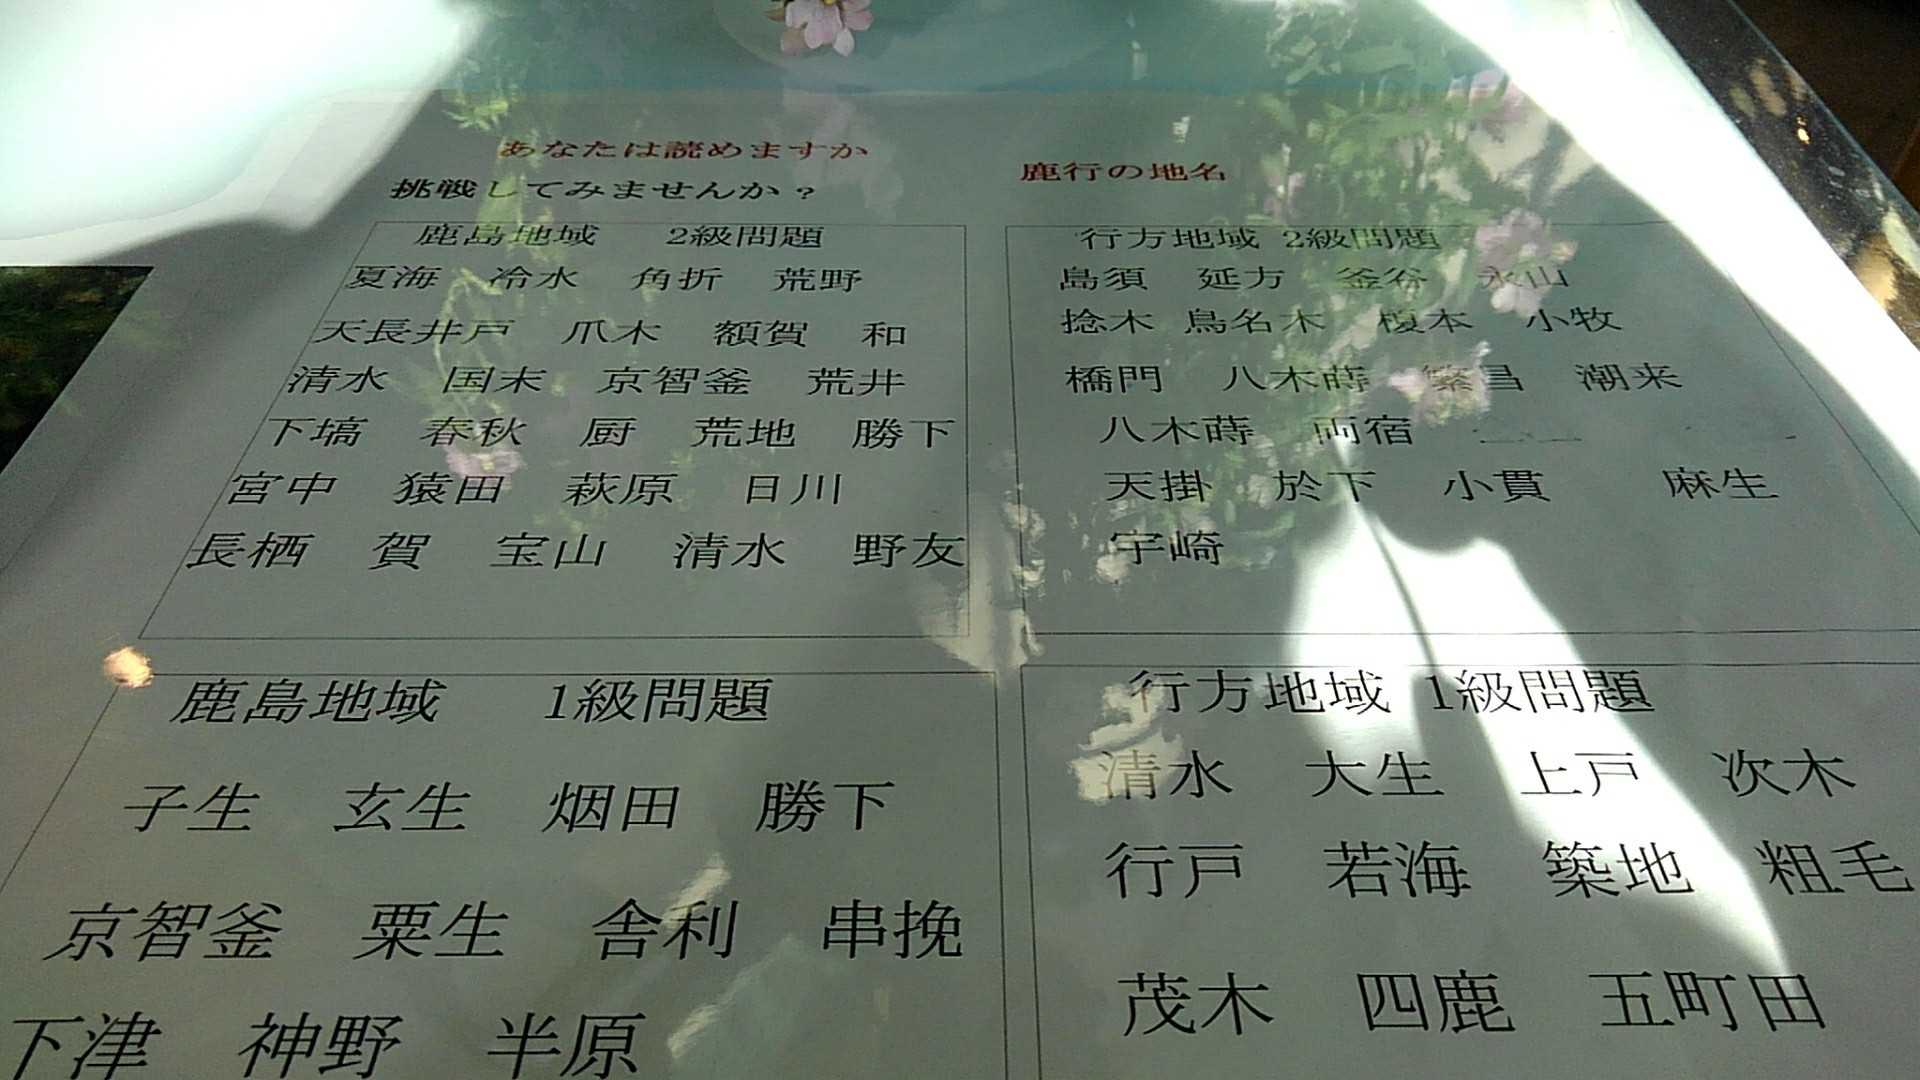 あなたは読めますか
挑戦してみませんか？
鹿行の地名
鹿島地域 2級問題
夏海 冷水 角折 荒野
天長井戸 爪木 額賀 和
清水 国末 京智釜 荒井
下塙 春秋 厨 荒地 勝下
宮中 猿田 萩原 日川
長栖 賀 宝山 清水 野友
行方地域 2級問題
島須 延方 釜谷 永山
捻木 鳥名木 榎本 小牧
橋門 八木蒔 繁昌 潮来
八木蒔 両宿
天掛 於下 小貫 麻生
宇崎
鹿島地域 1級問題
子生 玄生 烟田 勝下
京智釜 粟生 舎利 串挽
下津 神野 半原
行方地域 1級問題
清水 大生 上戸 次木
行戸 若海 築地 粗毛
茂木 四鹿 五町田